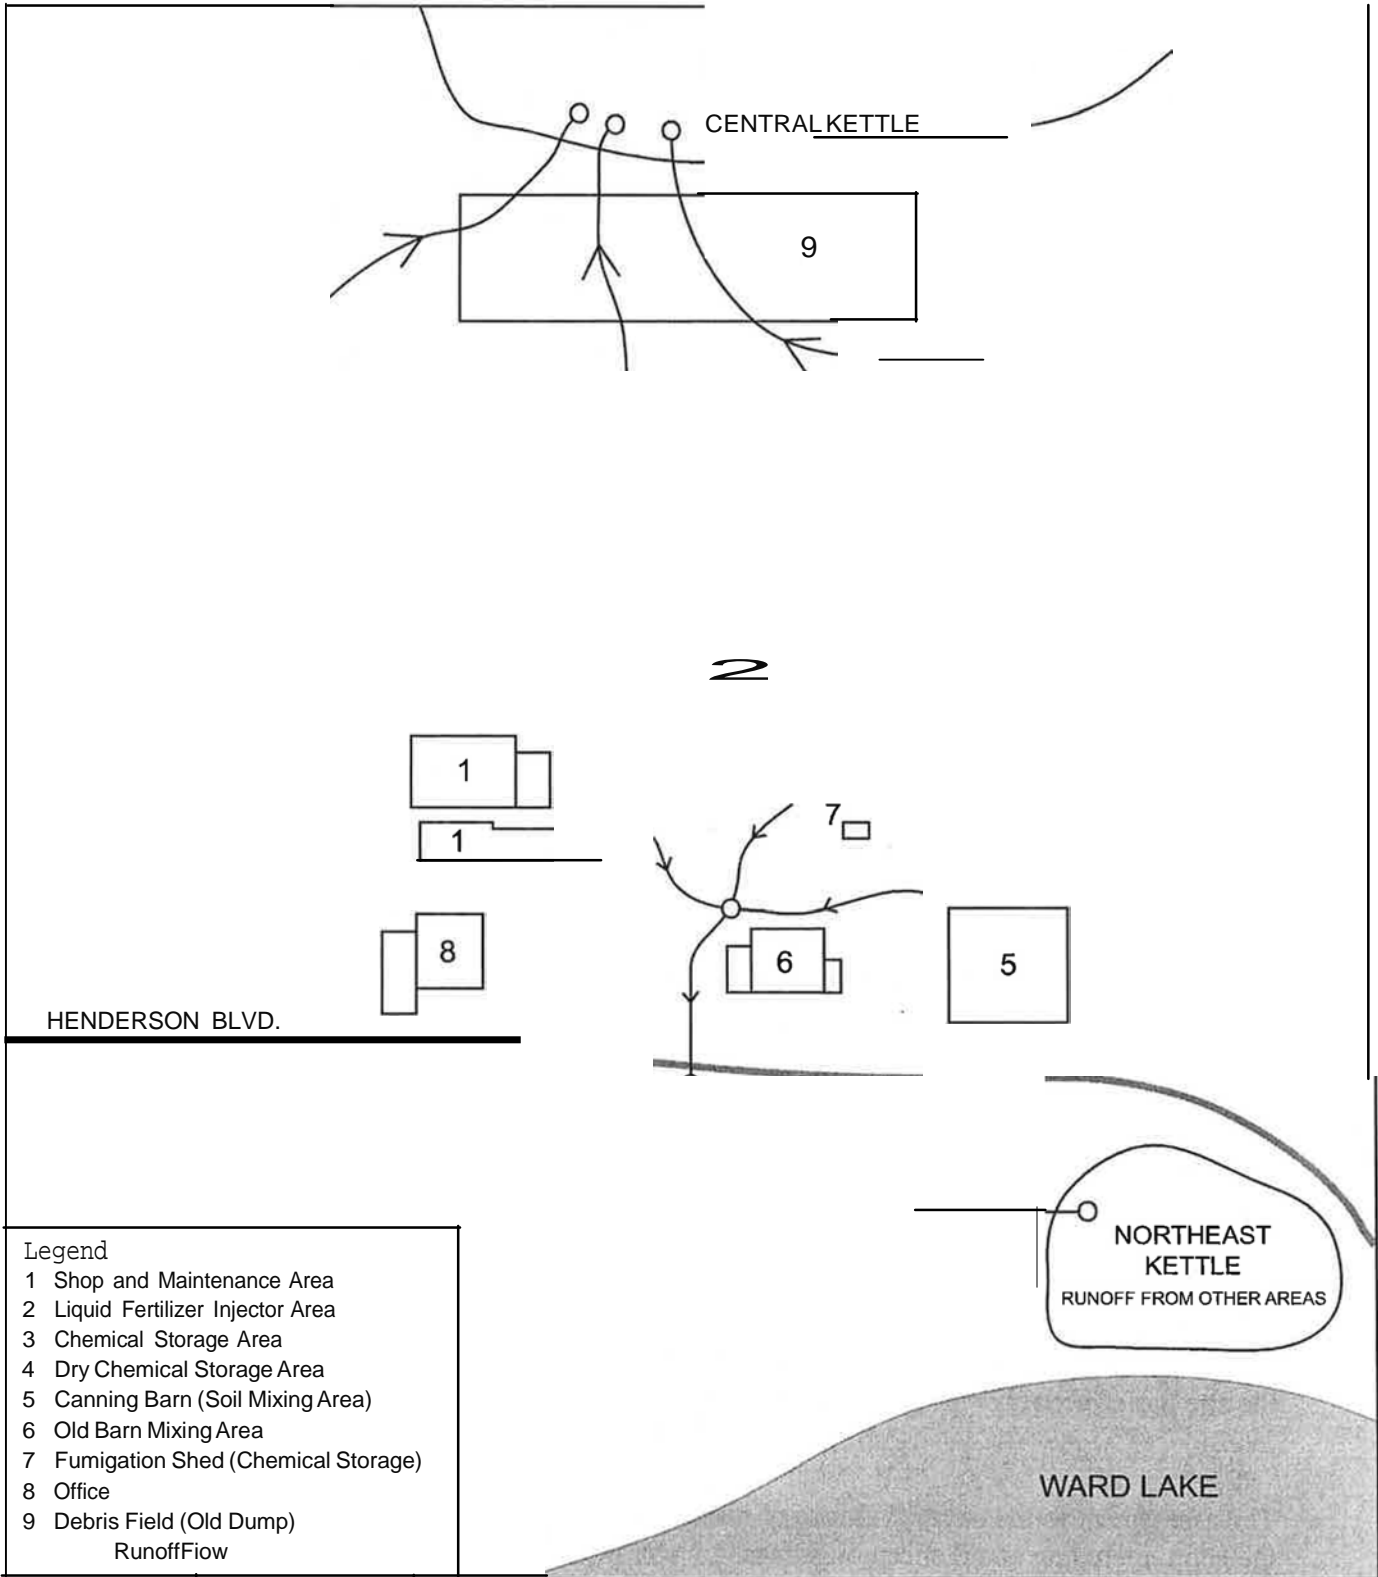 CENTRAL KETTLE
9
2
1
7
1
8
6
5
HENDERSON BLVD.
NORTHEAST
KETTLE
RUNOFF FROM OTHER AREAS
Legend
1 Shop and Maintenance Area
2 Liquid Fertilizer Injector Area
3 Chemical Storage Area
4 Dry Chemical Storage Area
5 Canning Barn (Soil Mixing Area)
6 Old Barn Mixing Area
7 Fumigation Shed (Chemical Storage)
8 Office
9 Debris Field (Old Dump)
RunoffFiow
WARD LAKE